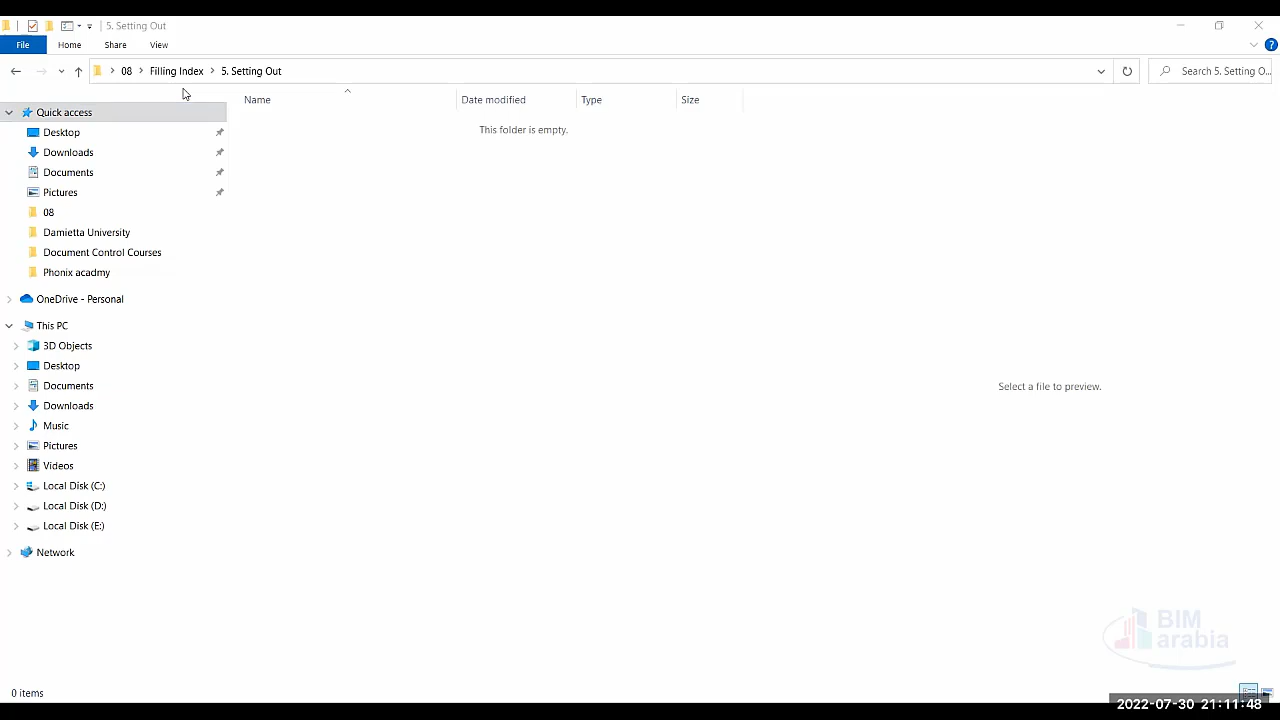 5. Setting Out
File
Home
Share
View
08
Filling Index
5. Setting Out
Search 5. Setting O...
Name
Date modified
Type
Size
This folder is empty.
Quick access
Desktop
Downloads
Documents
Pictures
08
Damietta University
Document Control Courses
Phonix acadmy
OneDrive - Personal
This PC
3D Objects
Desktop
Documents
Downloads
Music
Pictures
Videos
Local Disk (C:)
Local Disk (D:)
Local Disk (E:)
Network
Select a file to preview.
BIM
arabia
0 items
2022-07-30 21:11:48